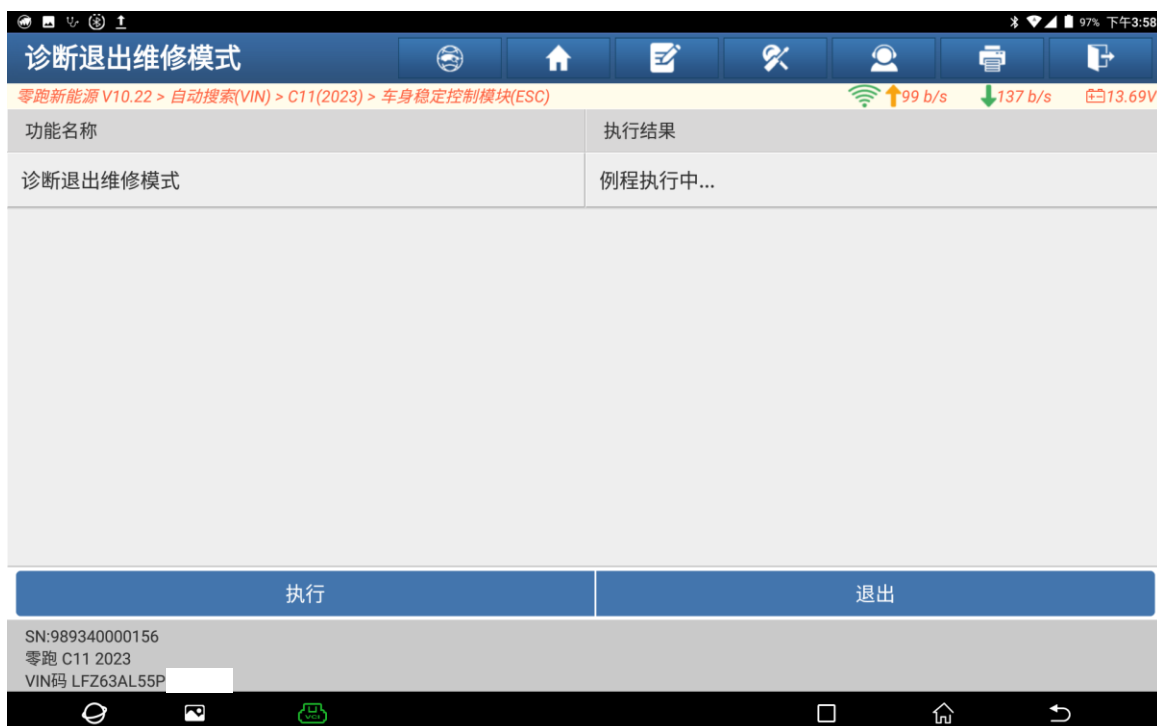 97% 下午3:58
诊断退出维修模式
零跑新能源 V10.22 > 自动搜索(VIN) > C11(2023) > 车身稳定控制模块(ESC) 99 b/s 137 b/s 13.69V
功能名称 执行结果
诊断退出维修模式 例程执行中...
执行 退出
SN:989340000156
零跑 C11 2023
VIN码 LFZ63AL55P
VCI